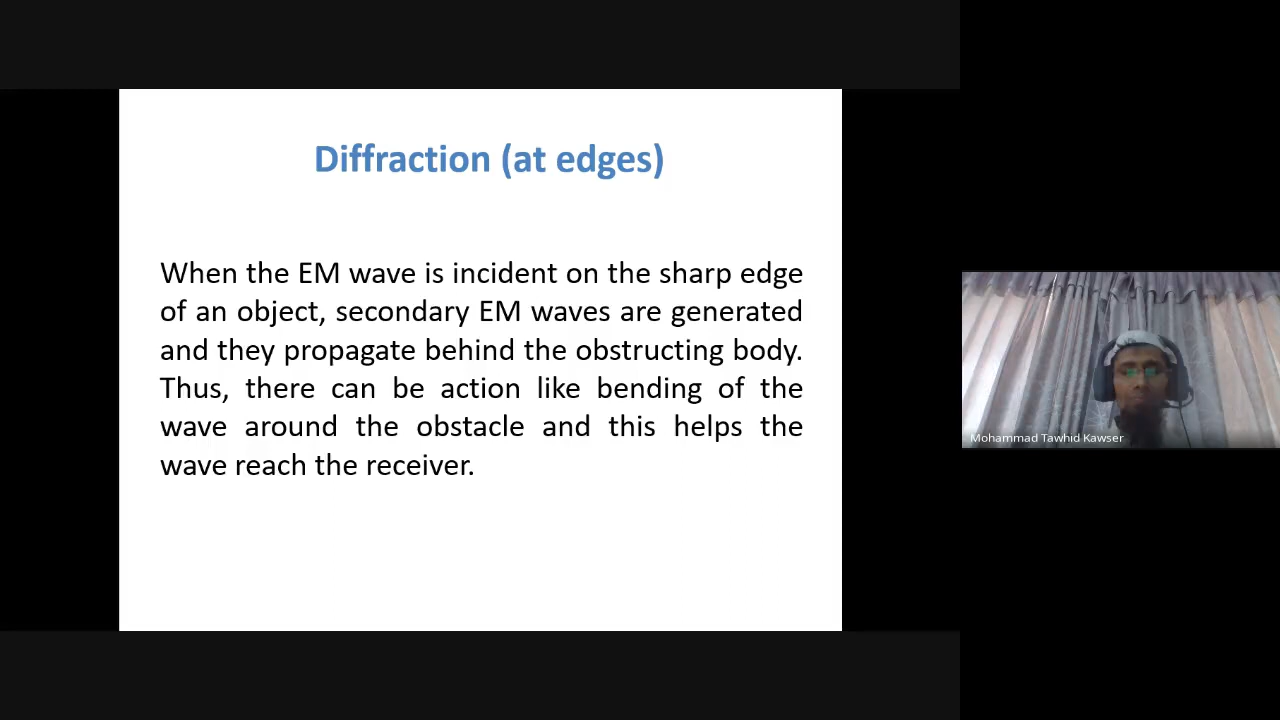 Diffraction (at edges)
When the EM wave is incident on the sharp edge
of an object, secondary EM waves are generated
and they propagate behind the obstructing body.
Thus, there can be action like bending of the
wave around the obstacle and this helps the
wave reach the receiver.
Mohammad Tawhid Kawser